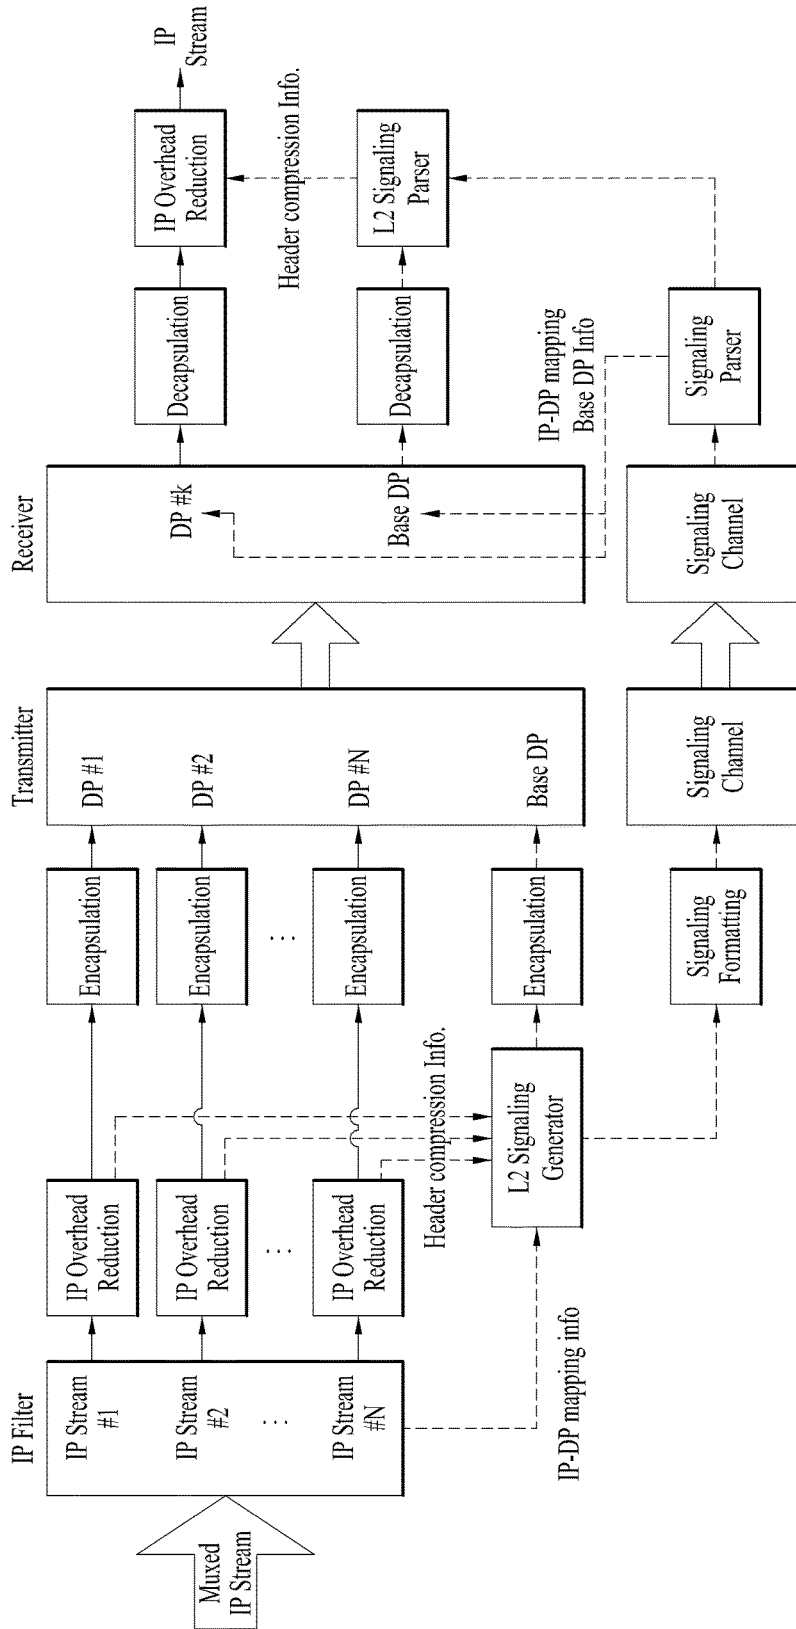 Muxed
IP Stream
IP Filter
IP Stream
#1
IP Stream
#2
...
IP Stream
#N
IP-DP mapping info
IP Overhead
Reduction
IP Overhead
Reduction
...
IP Overhead
Reduction
Header compression Info.
L2 Signaling
Generator
Encapsulation
Encapsulation
...
Encapsulation
Encapsulation
Signaling
Formatting
Transmitter
DP #1
DP #2
DP #N
Base DP
Signaling
Channel
Receiver
DP #k
Base DP
Signaling
Channel
Decapsulation
Decapsulation
IP-DP mapping
Base DP Info
Signaling
Parser
IP Overhead
Reduction
Header compression Info.
L2 Signaling
Parser
IP
Stream